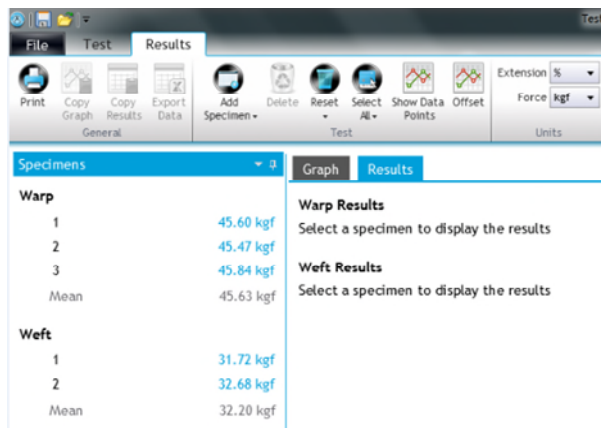 Test
File Test Results
Print Copy Graph Copy Results Export Data Add Specimen Delete Reset Select All Show Data Points Offset
Extension %
Force kgf
General Test Units
Specimens
Warp
1 45.60 kgf
2 45.47 kgf
3 45.84 kgf
Mean 45.63 kgf
Weft
1 31.72 kgf
2 32.68 kgf
Mean 32.20 kgf
Graph Results
Warp Results
Select a specimen to display the results
Weft Results
Select a specimen to display the results